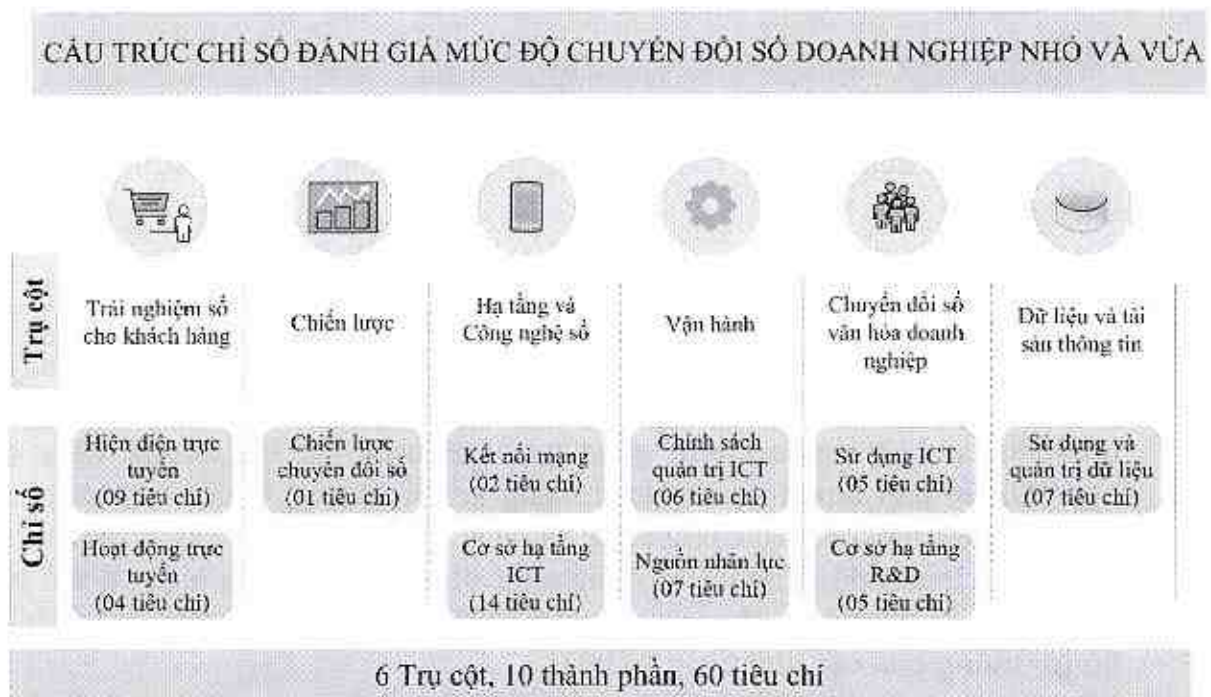 CẤU TRÚC CHỈ SỐ ĐÁNH GIÁ MỨC ĐỘ CHUYỂN ĐỔI SỐ DOANH NGHIỆP NHỎ VÀ VỪA
Trụ cột
Trải nghiệm số
cho khách hàng
Chiến lược
Hạ tầng và
Công nghệ số
Vận hành
Chuyển đổi số
văn hóa doanh
nghiệp
Dữ liệu và tài
sản thông tin
Chỉ số
Hiện diện trực
tuyến
(09 tiêu chí)
Chiến lược
chuyển đổi số
(01 tiêu chí)
Kết nối mạng
(02 tiêu chí)
Chính sách
quản trị ICT
(06 tiêu chí)
Sử dụng ICT
(05 tiêu chí)
Sử dụng và
quản trị dữ liệu
(07 tiêu chí)
Hoạt động trực
tuyến
(04 tiêu chí)
Cơ sở hạ tầng
ICT
(14 tiêu chí)
Nguồn nhân lực
(07 tiêu chí)
Cơ sở hạ tầng
R&D
(05 tiêu chí)
6 Trụ cột, 10 thành phần, 60 tiêu chí